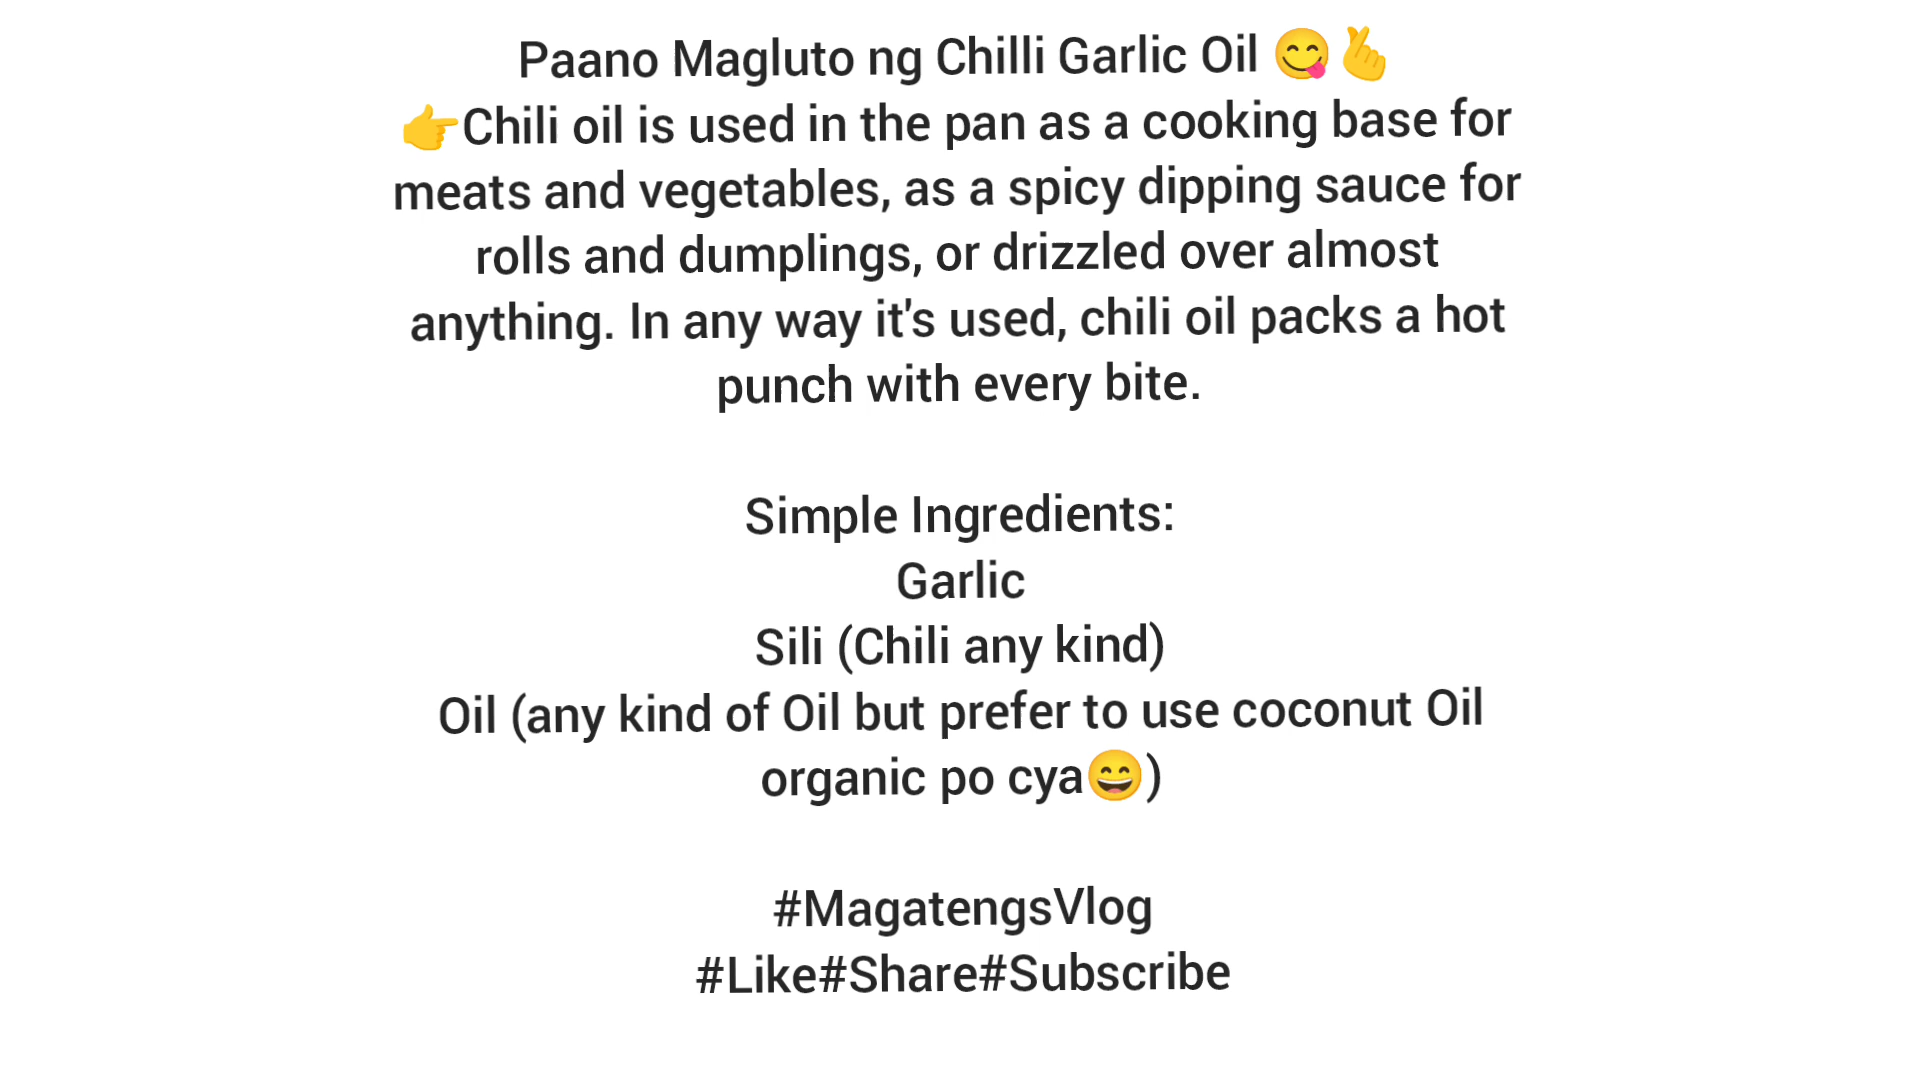 Paano Magluto ng Chilli Garlic Oil 😋🫰
👉Chili oil is used in the pan as a cooking base for
meats and vegetables, as a spicy dipping sauce for
rolls and dumplings, or drizzled over almost
anything. In any way it's used, chili oil packs a hot
punch with every bite.
Simple Ingredients:
Garlic
Sili (Chili any kind)
Oil (any kind of Oil but prefer to use coconut Oil
organic po cya😄)
#MagatengsVlog
#Like#Share#Subscribe